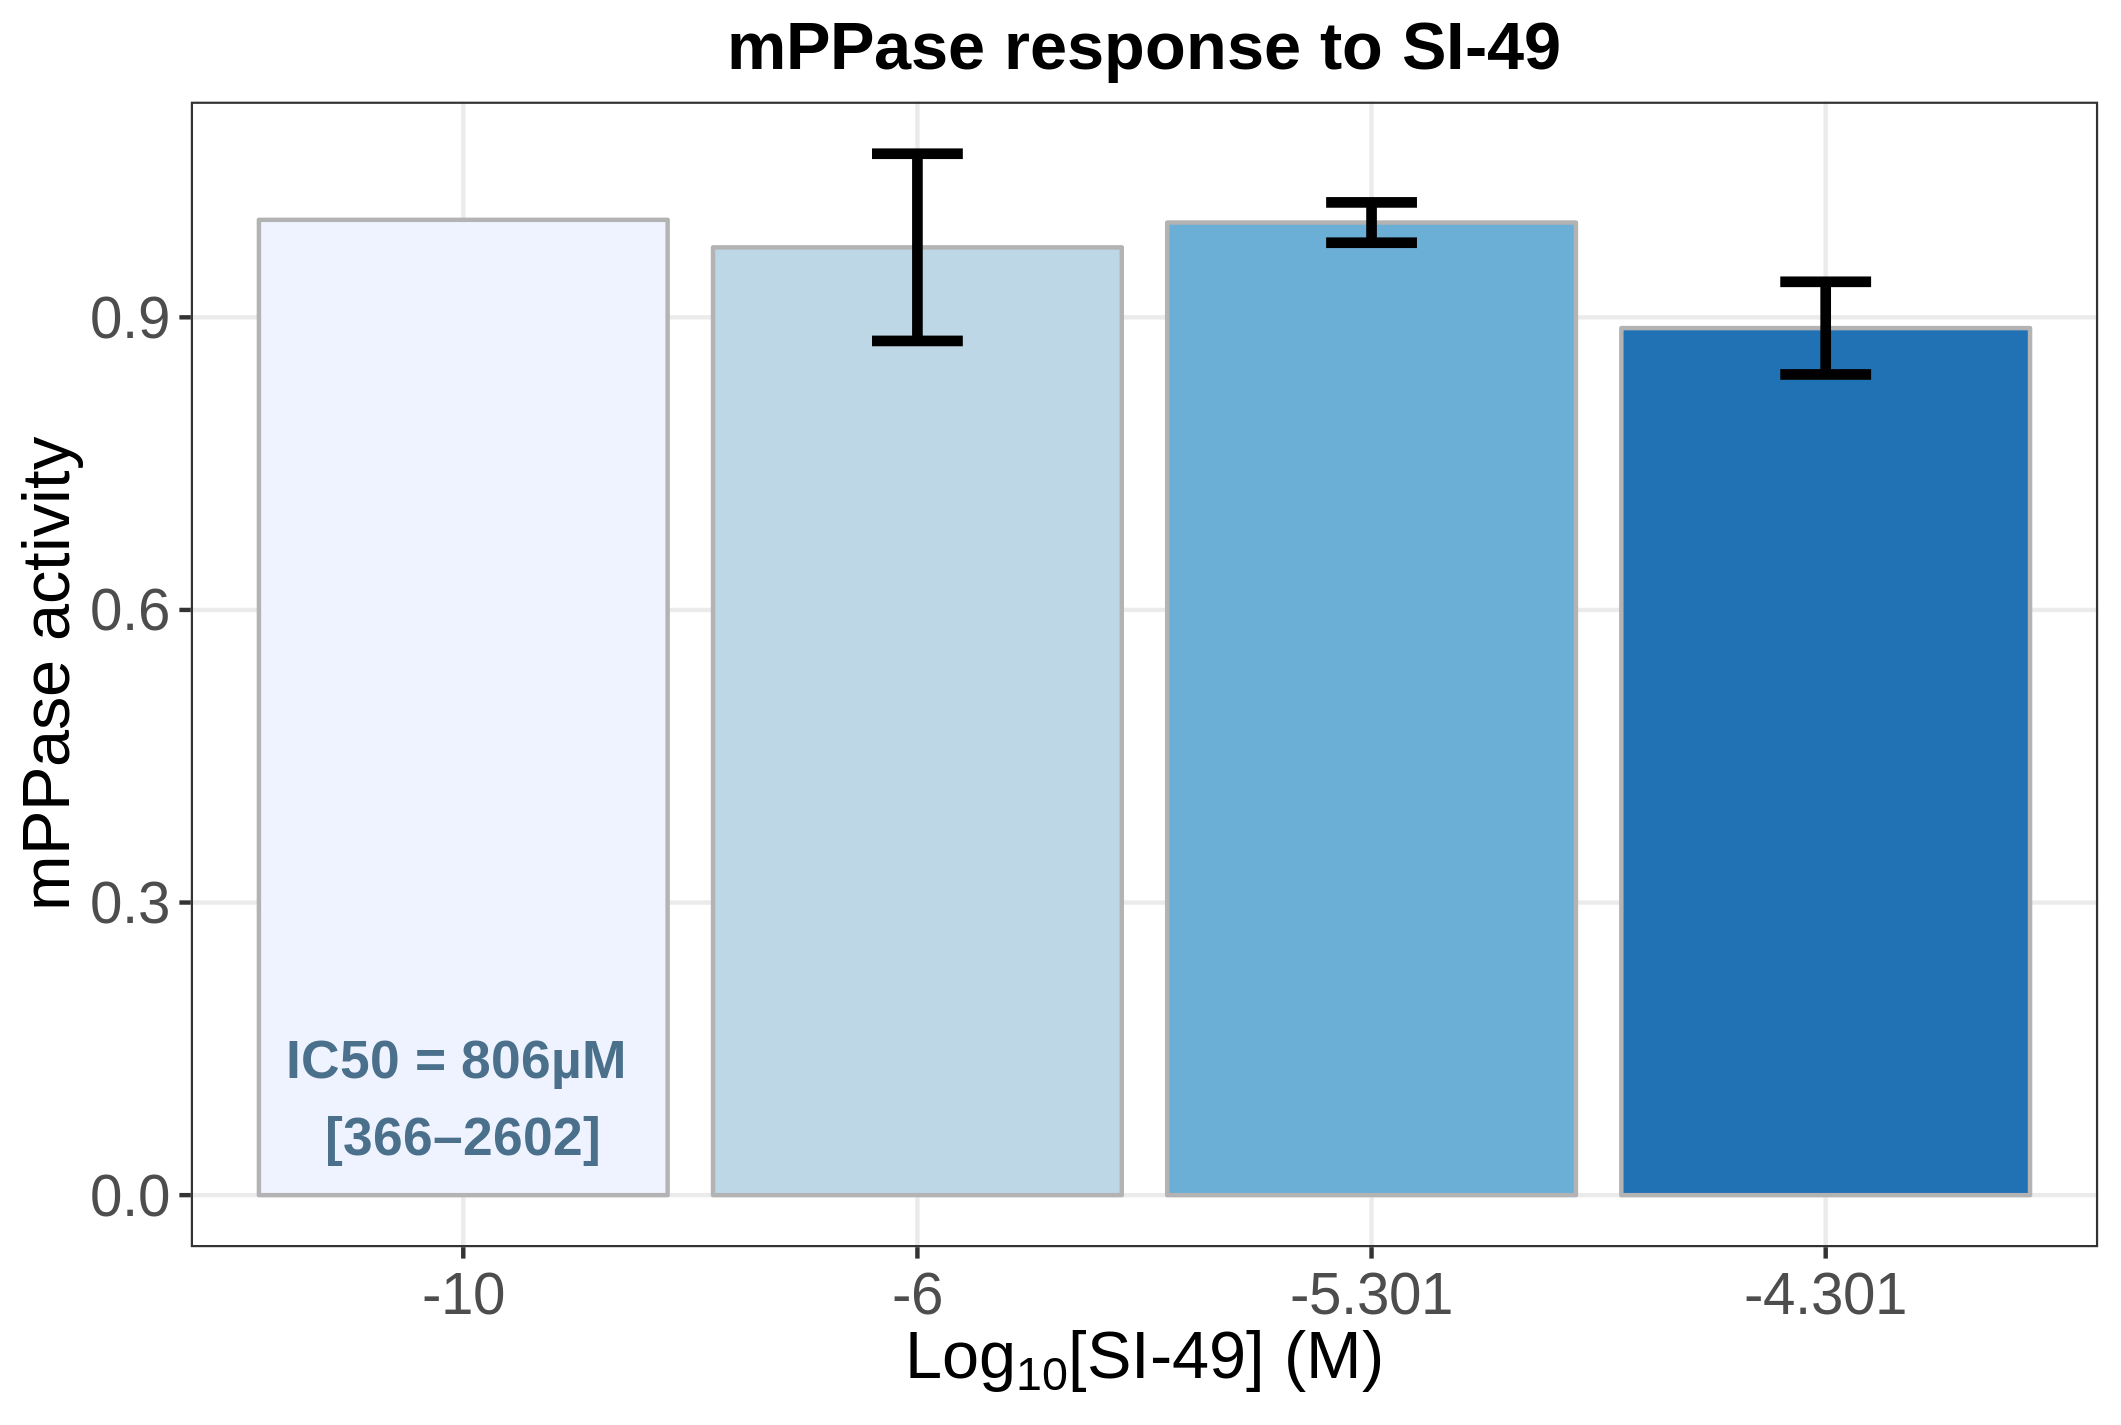 mPPase response to SI-49
mPPase activity
0.9
0.6
0.3
0.0
IC50 = 806µM
[366–2602]
-10
-6
-5.301
-4.301
Log₁₀[SI-49] (M)